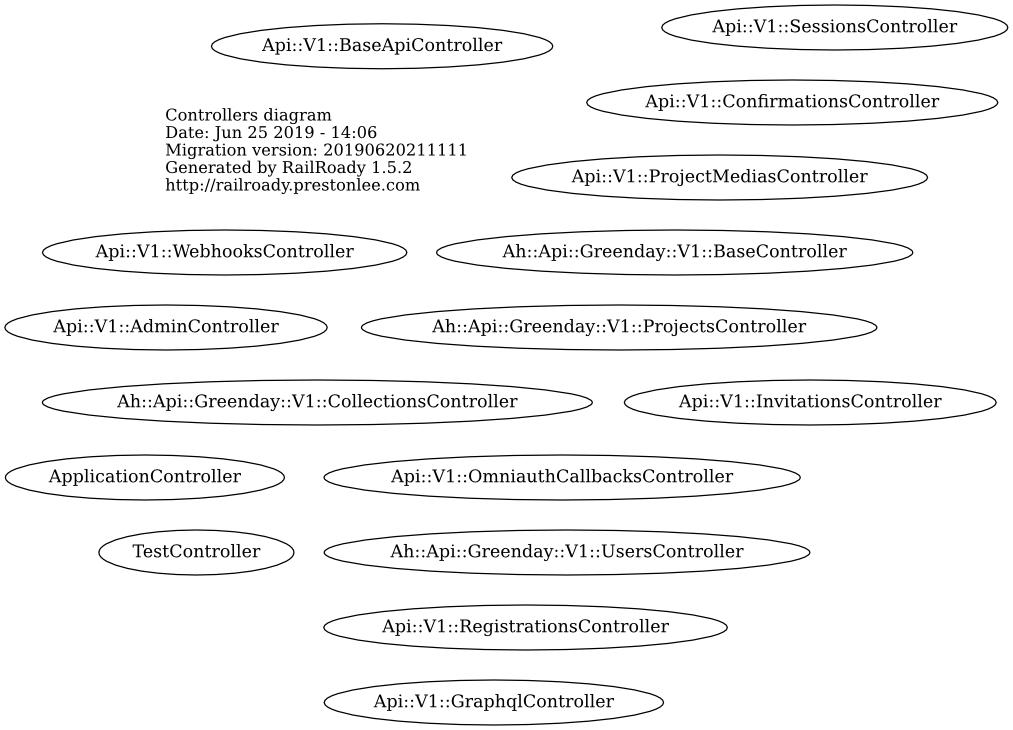 Api::V1::SessionsController
Api::V1::BaseApiController
Api::V1::ConfirmationsController
Controllers diagram
Date: Jun 25 2019 - 14:06
Migration version: 20190620211111
Generated by RailRoady 1.5.2
http://railroady.prestonlee.com
Api::V1::ProjectMediasController
Api::V1::WebhooksController
Ah::Api::Greenday::V1::BaseController
Api::V1::AdminController
Ah::Api::Greenday::V1::ProjectsController
Ah::Api::Greenday::V1::CollectionsController
Api::V1::InvitationsController
ApplicationController
Api::V1::OmniauthCallbacksController
TestController
Ah::Api::Greenday::V1::UsersController
Api::V1::RegistrationsController
Api::V1::GraphqlController